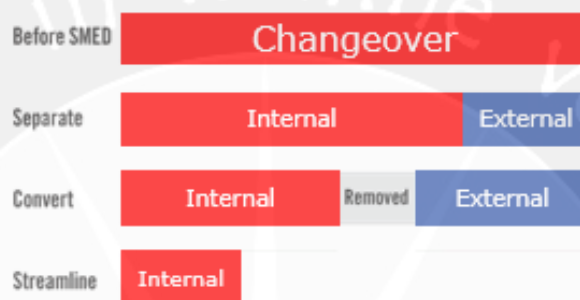 Before SMED Changeover
Separate Internal External
Convert Internal Removed External
Streamline Internal